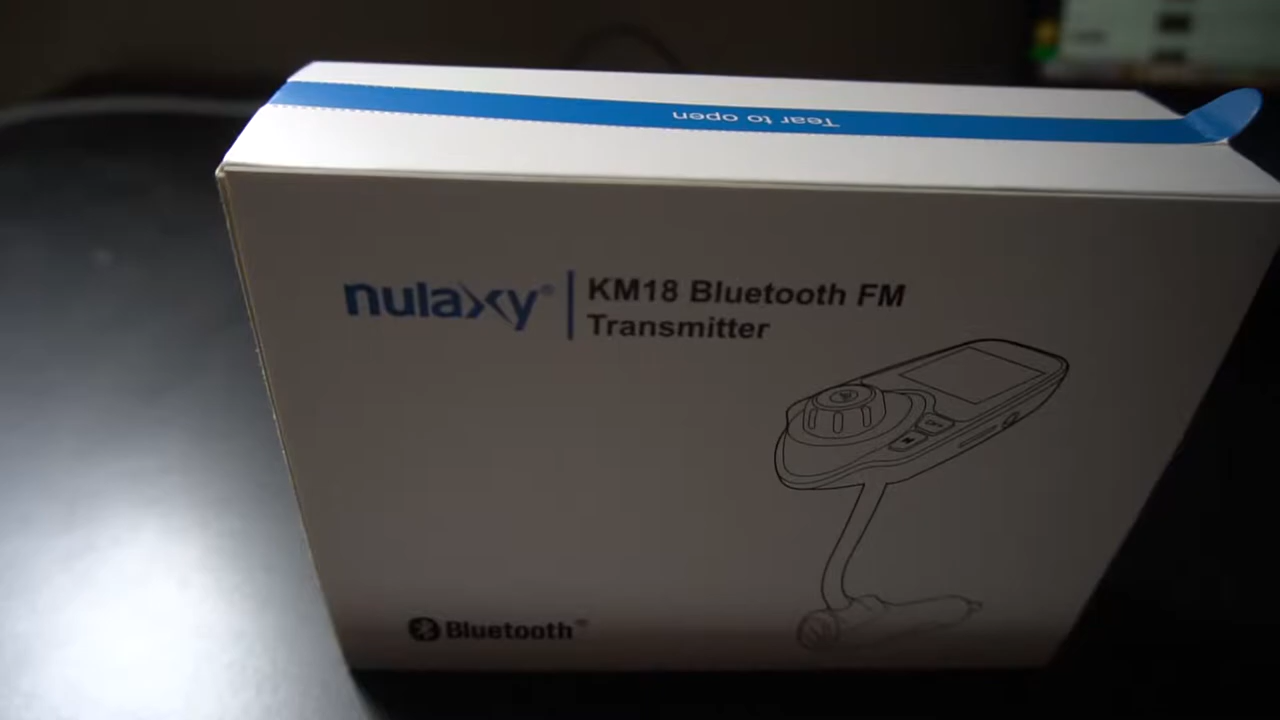 Tear to open
nulaxy®
KM18 Bluetooth FM
Transmitter
Bluetooth®